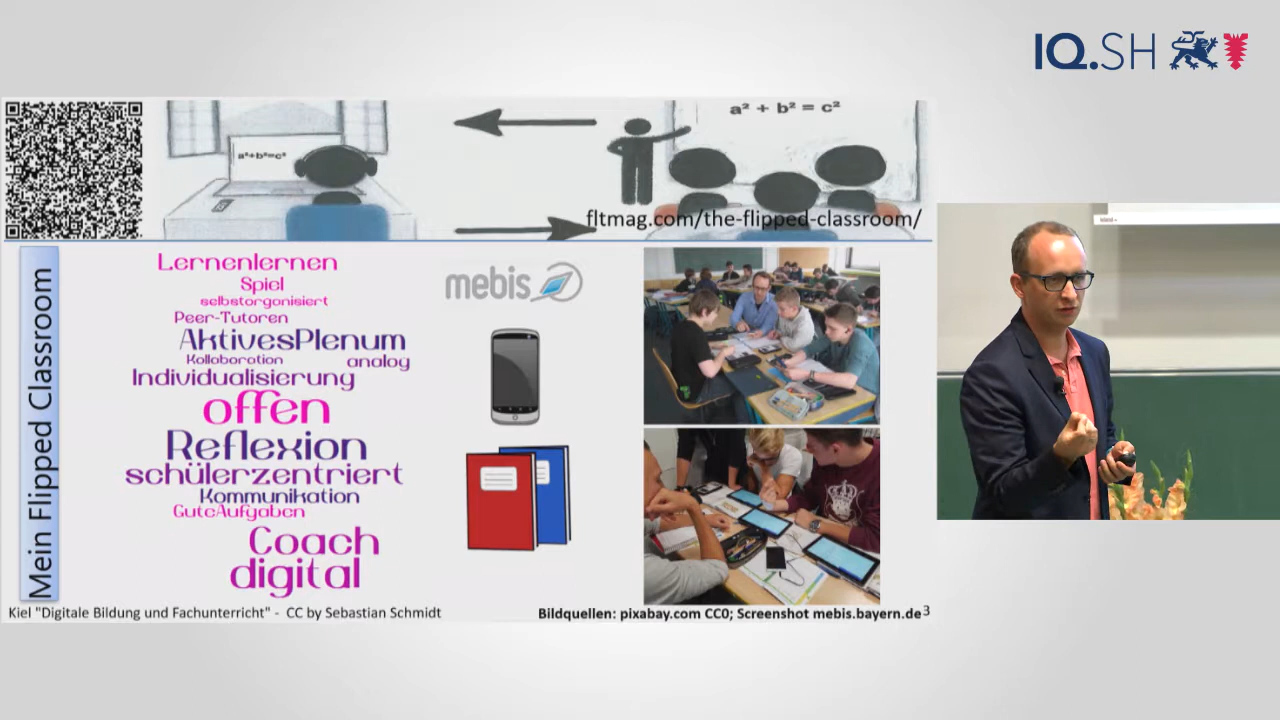 IQ.SH
a² + b² = c²
a²+b²=c²
fltmag.com/the-flipped-classroom/
Mein Flipped Classroom
Lernenlernen
Spiel
selbstorganisiert
Peer-Tutoren
AktivesPlenum
Kollaboration
analog
Individualisierung
offen
Reflexion
schülerzentriert
Kommunikation
GuteAufgaben
Coach
digital
mebis
Kiel "Digitale Bildung und Fachunterricht" - CC by Sebastian Schmidt
Bildquellen: pixabay.com CC0; Screenshot mebis.bayern.de
3